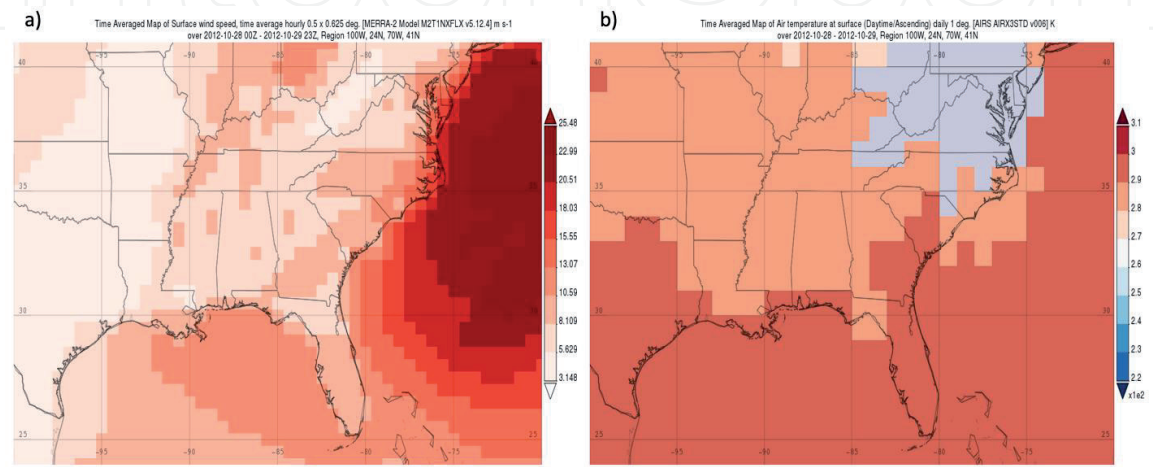 a)
Time Averaged Map of Surface wind speed, time average hourly 0.5 x 0.625 deg. [MERRA-2 Model M2T1NXFLX v5.12.4] m s-1
over 2012-10-28 00Z - 2012-10-29 23Z, Region 100W, 24N, 70W, 41N
-95 -90 -85 -80 -75
40 40
35 35
30 30
25 25
-95 -90 -85 -80 -75
25.48
22.99
20.51
18.03
15.55
13.07
10.59
8.109
5.629
3.148
b)
Time Averaged Map of Air temperature at surface (Daytime/Ascending) daily 1 deg. [AIRS AIRX3STD v006] K
over 2012-10-28 - 2012-10-29, Region 100W, 24N, 70W, 41N
-95 -90 -85 -80 -75
40 40
35 35
30 30
25 25
-95 -90 -85 -80 -75
3.1
3
2.9
2.8
2.7
2.6
2.5
2.4
2.3
2.2
x1e2